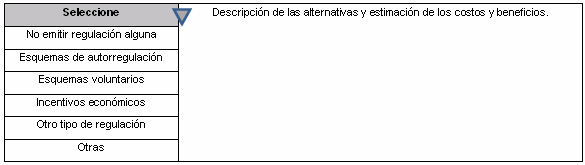 Seleccione
Descripción de las alternativas y estimación de los costos y beneficios.
No emitir regulación alguna
Esquemas de autorregulación
Esquemas voluntarios
Incentivos económicos
Otro tipo de regulación
Otras